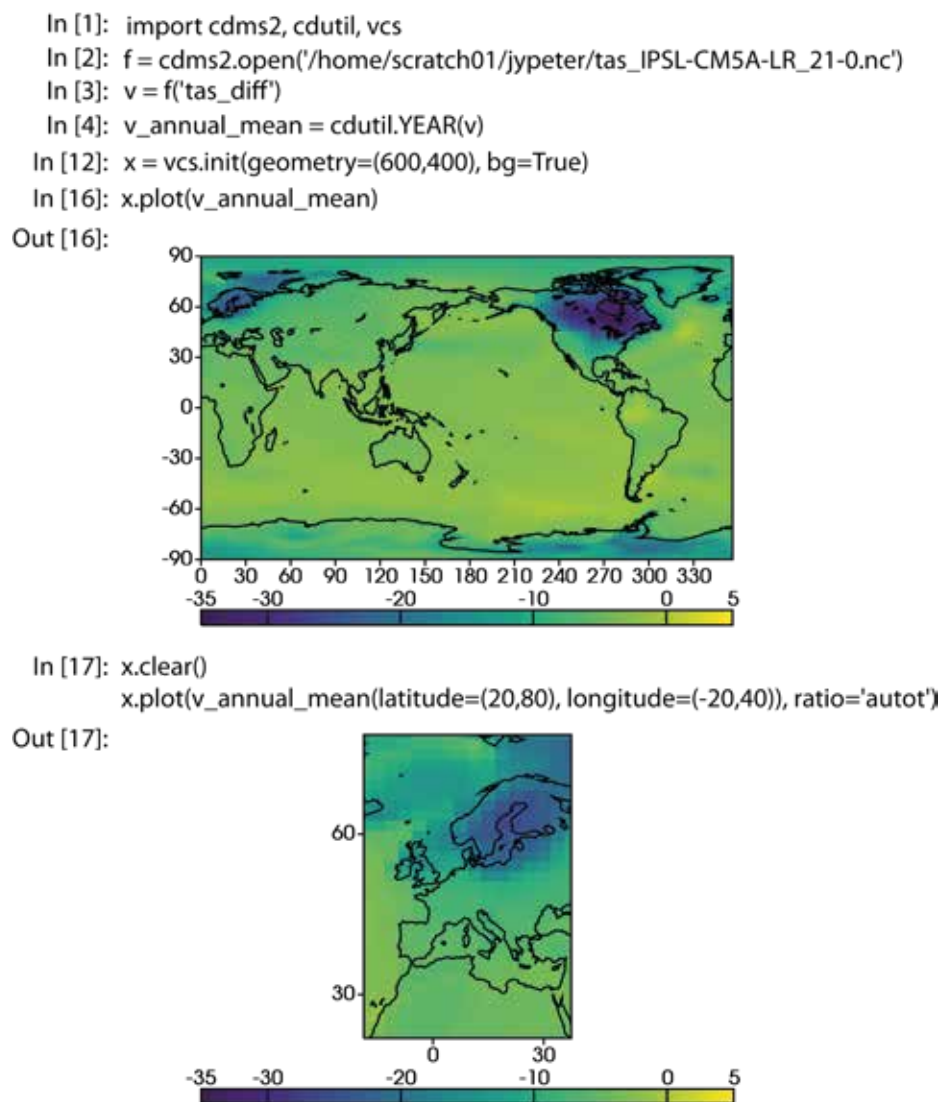 In [1]: import cdms2, cdutil, vcs
In [2]: f = cdms2.open('/home/scratch01/jypeter/tas_IPSL-CM5A-LR_21-0.nc')
In [3]: v = f('tas_diff')
In [4]: v_annual_mean = cdutil.YEAR(v)
In [12]: x = vcs.init(geometry=(600,400), bg=True)
In [16]: x.plot(v_annual_mean)
Out [16]:
90
60
30
0
-30
-60
-90
0 30 60 90 120 150 180 210 240 270 300 330
-35 -30 -20 -10 0 5
In [17]: x.clear()
x.plot(v_annual_mean(latitude=(20,80), longitude=(-20,40)), ratio='autot')
Out [17]:
60
30
0 30
-35 -30 -20 -10 0 5